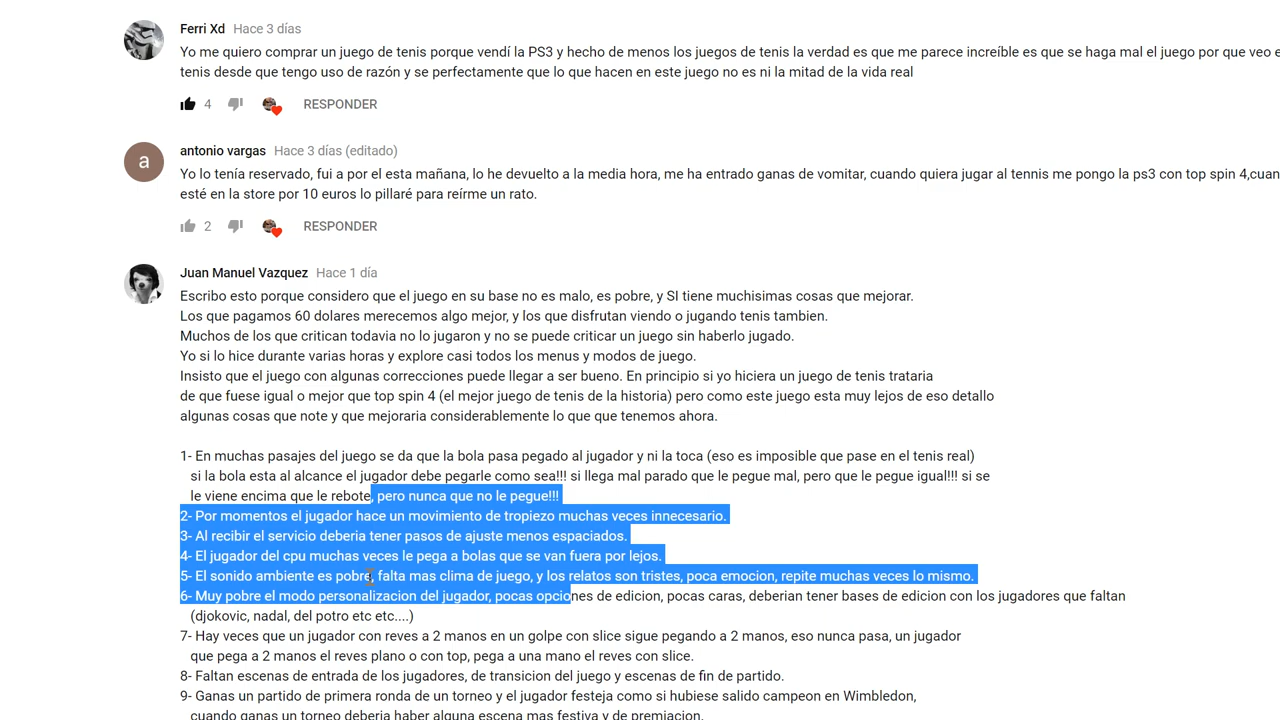 Ferri Xd Hace 3 días
Yo me quiero comprar un juego de tenis porque vendí la PS3 y hecho de menos los juegos de tenis la verdad es que me parece increíble es que se haga mal el juego por que veo e
tenis desde que tengo uso de razón y se perfectamente que lo que hacen en este juego no es ni la mitad de la vida real
4 RESPONDER
a
antonio vargas Hace 3 días (editado)
Yo lo tenía reservado, fui a por el esta mañana, lo he devuelto a la media hora, me ha entrado ganas de vomitar, cuando quiera jugar al tennis me pongo la ps3 con top spin 4,cuan
esté en la store por 10 euros lo pillaré para reírme un rato.
2 RESPONDER
Juan Manuel Vazquez Hace 1 día
Escribo esto porque considero que el juego en su base no es malo, es pobre, y SI tiene muchisimas cosas que mejorar.
Los que pagamos 60 dolares merecemos algo mejor, y los que disfrutan viendo o jugando tenis tambien.
Muchos de los que critican todavia no lo jugaron y no se puede criticar un juego sin haberlo jugado.
Yo si lo hice durante varias horas y explore casi todos los menus y modos de juego.
Insisto que el juego con algunas correcciones puede llegar a ser bueno. En principio si yo hiciera un juego de tenis trataria
de que fuese igual o mejor que top spin 4 (el mejor juego de tenis de la historia) pero como este juego esta muy lejos de eso detallo
algunas cosas que note y que mejoraria considerablemente lo que que tenemos ahora.
1- En muchas pasajes del juego se da que la bola pasa pegado al jugador y ni la toca (eso es imposible que pase en el tenis real)
si la bola esta al alcance el jugador debe pegarle como sea!!! si llega mal parado que le pegue mal, pero que le pegue igual!!! si se
le viene encima que le rebote, pero nunca que no le pegue!!!
2- Por momentos el jugador hace un movimiento de tropiezo muchas veces innecesario.
3- Al recibir el servicio deberia tener pasos de ajuste menos espaciados.
4- El jugador del cpu muchas veces le pega a bolas que se van fuera por lejos.
5- El sonido ambiente es pobre, falta mas clima de juego, y los relatos son tristes, poca emocion, repite muchas veces lo mismo.
6- Muy pobre el modo personalizacion del jugador, pocas opciones de edicion, pocas caras, deberian tener bases de edicion con los jugadores que faltan
(djokovic, nadal, del potro etc etc....)
7- Hay veces que un jugador con reves a 2 manos en un golpe con slice sigue pegando a 2 manos, eso nunca pasa, un jugador
que pega a 2 manos el reves plano o con top, pega a una mano el reves con slice.
8- Faltan escenas de entrada de los jugadores, de transicion del juego y escenas de fin de partido.
9- Ganas un partido de primera ronda de un torneo y el jugador festeja como si hubiese salido campeon en Wimbledon,
cuando ganas un torneo deberia haber alguna escena mas festiva y de premiacion.